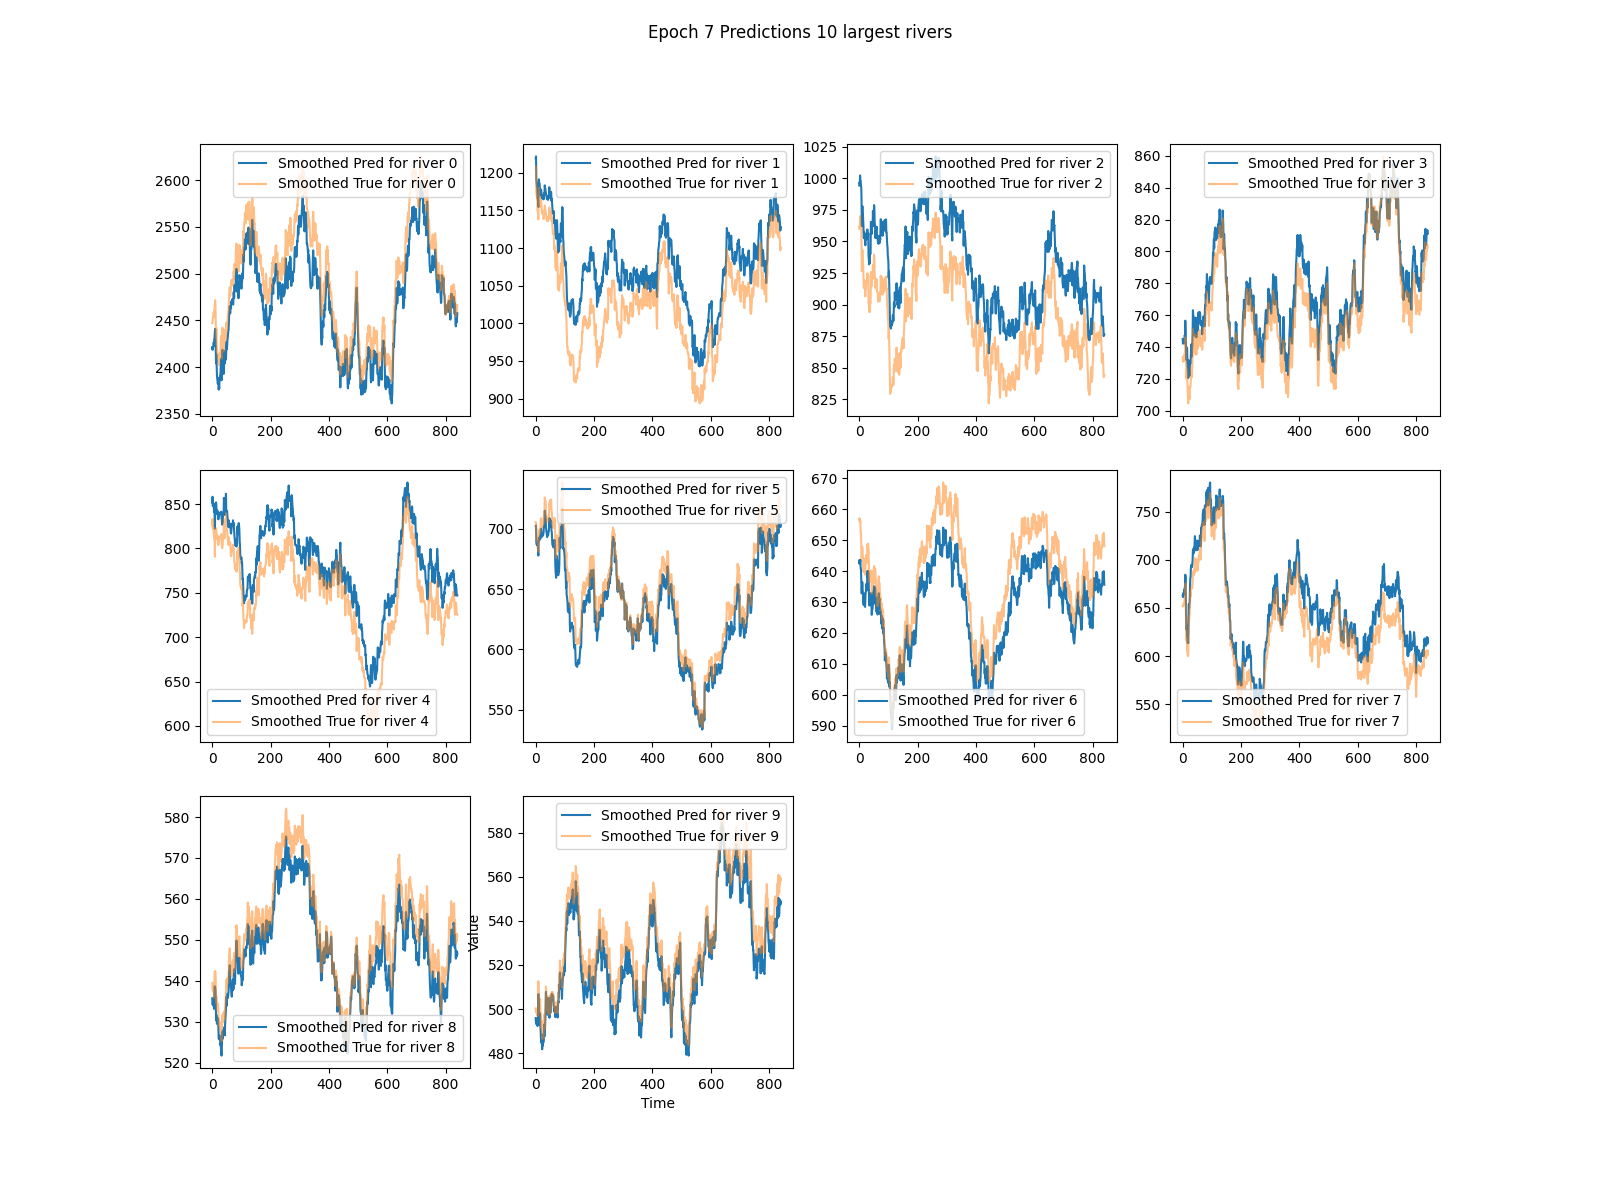 Epoch 7 Predictions 10 largest rivers
Smoothed Pred for river 0
Smoothed True for river 0
2600
2550
2500
2450
2400
2350
0 200 400 600 800
Smoothed Pred for river 1
Smoothed True for river 1
1200
1150
1100
1050
1000
950
900
0 200 400 600 800
Smoothed Pred for river 2
Smoothed True for river 2
1025
1000
975
950
925
900
875
850
825
0 200 400 600 800
Smoothed Pred for river 3
Smoothed True for river 3
860
840
820
800
780
760
740
720
700
0 200 400 600 800
850
800
750
700
650
600
Smoothed Pred for river 4
Smoothed True for river 4
0 200 400 600 800
Smoothed Pred for river 5
Smoothed True for river 5
700
650
600
550
0 200 400 600 800
670
660
650
640
630
620
610
600
590
Smoothed Pred for river 6
Smoothed True for river 6
0 200 400 600 800
750
700
650
600
550
Smoothed Pred for river 7
Smoothed True for river 7
0 200 400 600 800
580
570
560
550
540
530
520
Smoothed Pred for river 8
Smoothed True for river 8
0 200 400 600 800
Value
Smoothed Pred for river 9
Smoothed True for river 9
580
560
540
520
500
480
0 200 400 600 800
Time